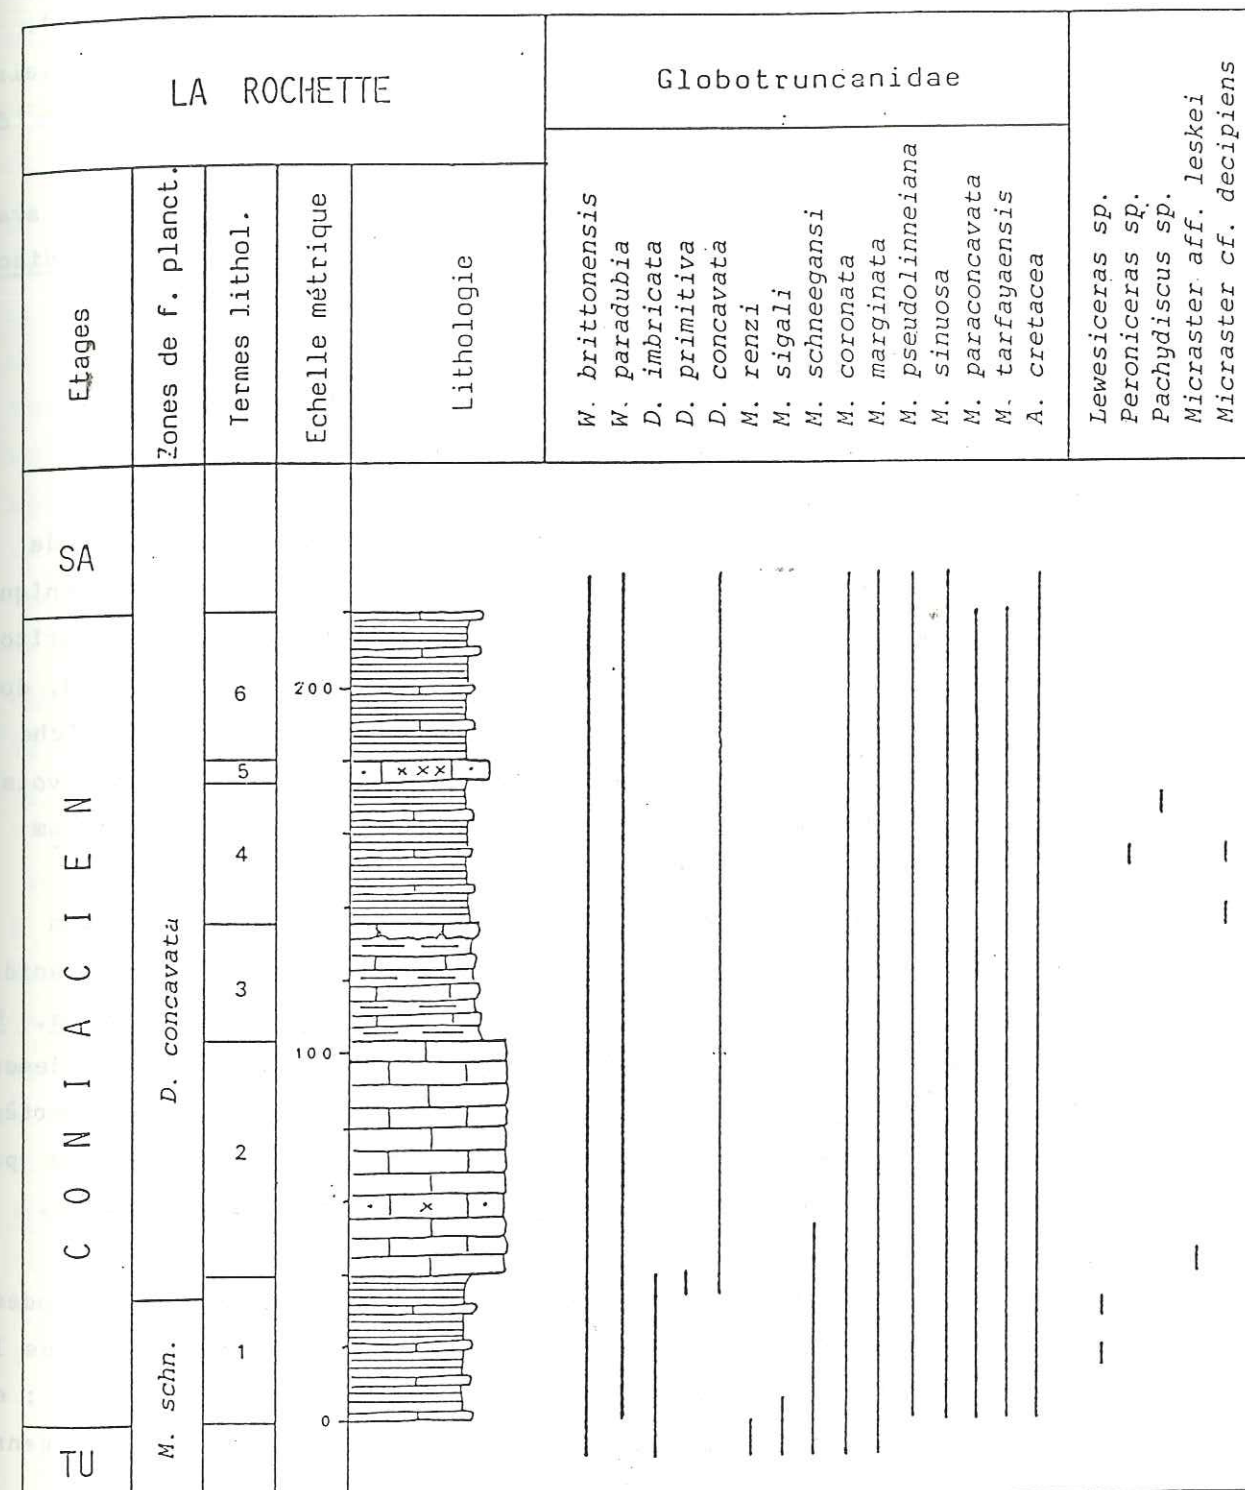 LA ROCHETTE
Globotruncanidae
Etages
Zones de f. planct.
Termes lithol.
Echelle métrique
Lithologie
W. brittonensis
W. paradubia
D. imbricata
D. primitiva
D. concavata
M. renzi
M. sigali
M. schneegansi
M. coronata
M. marginata
M. pseudolinneiana
M. sinuosa
M. paraconcavata
M. tarfayaensis
A. cretacea
Lewesiceras sp.
Peroniceras sp.
Pachydiscus sp.
Micraster aff. leskei
Micraster cf. decipiens
SA
CONIACIEN
TU
D. concavata
M. schn.
6
5
4
3
2
1
200
100
0